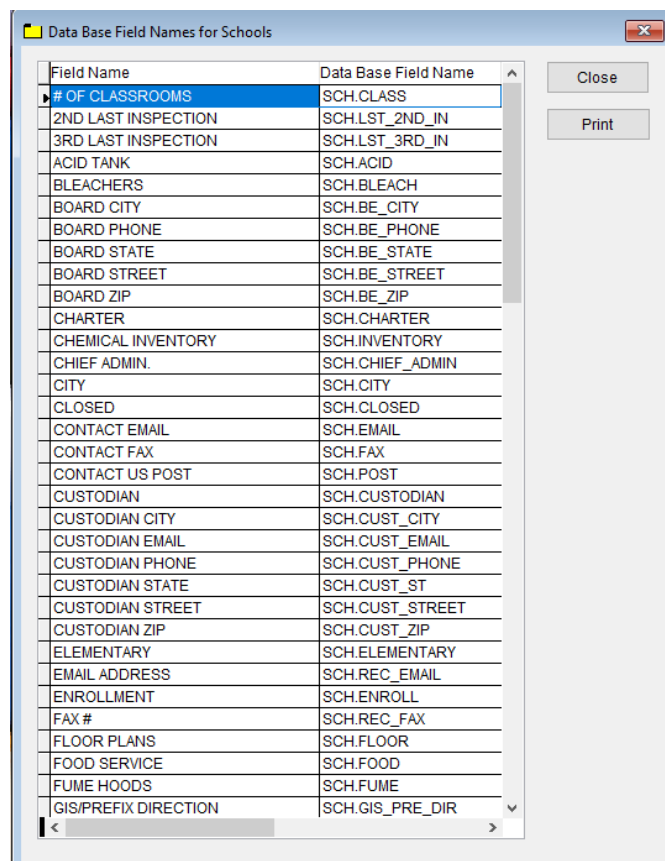 Data Base Field Names for Schools
Field Name Data Base Field Name
# OF CLASSROOMS SCH.CLASS
2ND LAST INSPECTION SCH.LST_2ND_IN
3RD LAST INSPECTION SCH.LST_3RD_IN
ACID TANK SCH.ACID
BLEACHERS SCH.BLEACH
BOARD CITY SCH.BE_CITY
BOARD PHONE SCH.BE_PHONE
BOARD STATE SCH.BE_STATE
BOARD STREET SCH.BE_STREET
BOARD ZIP SCH.BE_ZIP
CHARTER SCH.CHARTER
CHEMICAL INVENTORY SCH.INVENTORY
CHIEF ADMIN. SCH.CHIEF_ADMIN
CITY SCH.CITY
CLOSED SCH.CLOSED
CONTACT EMAIL SCH.EMAIL
CONTACT FAX SCH.FAX
CONTACT US POST SCH.POST
CUSTODIAN SCH.CUSTODIAN
CUSTODIAN CITY SCH.CUST_CITY
CUSTODIAN EMAIL SCH.CUST_EMAIL
CUSTODIAN PHONE SCH.CUST_PHONE
CUSTODIAN STATE SCH.CUST_ST
CUSTODIAN STREET SCH.CUST_STREET
CUSTODIAN ZIP SCH.CUST_ZIP
ELEMENTARY SCH.ELEMENTARY
EMAIL ADDRESS SCH.REC_EMAIL
ENROLLMENT SCH.ENROLL
FAX # SCH.REC_FAX
FLOOR PLANS SCH.FLOOR
FOOD SERVICE SCH.FOOD
FUME HOODS SCH.FUME
GIS/PREFIX DIRECTION SCH.GIS_PRE_DIR
Close
Print